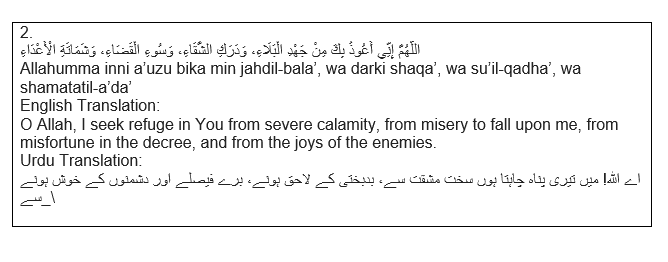 2.
اللّهُمَّ إِنِّي أَعُوذُ بِكَ مِنْ جَهْدِ الْبَلَاءِ، وَدَرَكِ الشَّقَاءِ، وَسُوءِ الْقَضَاءِ، وَشَمَاتَةِ الْأَعْدَاءِ
Allahumma inni a’uzu bika min jahdil-bala’, wa darki shaqa’, wa su’il-qadha’, wa
shamatatil-a’da’
English Translation:
O Allah, I seek refuge in You from severe calamity, from misery to fall upon me, from
misfortune in the decree, and from the joys of the enemies.
Urdu Translation:
اے اللہ! میں تیری پناہ چاہتا ہوں سخت مشقت سے، بدبختی کے لاحق ہونے، برے فیصلے اور دشمنوں کے خوش ہونے
سے_\